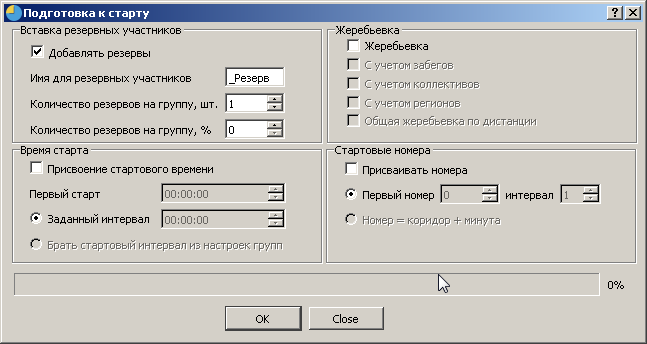 Подготовка к старту
Вставка резервных участников
Добавлять резервы
Имя для резервных участников _Резерв
Количество резервов на группу, шт. 1
Количество резервов на группу, % 0
Жеребьевка
Жеребьевка
С учетом забегов
С учетом коллективов
С учетом регионов
Общая жеребьевка по дистанции
Время старта
Присвоение стартового времени
Первый старт 00:00:00
Заданный интервал 00:00:00
Брать стартовый интервал из настроек групп
Стартовые номера
Присваивать номера
Первый номер 0 интервал 1
Номер = коридор + минута
0%
OK Close